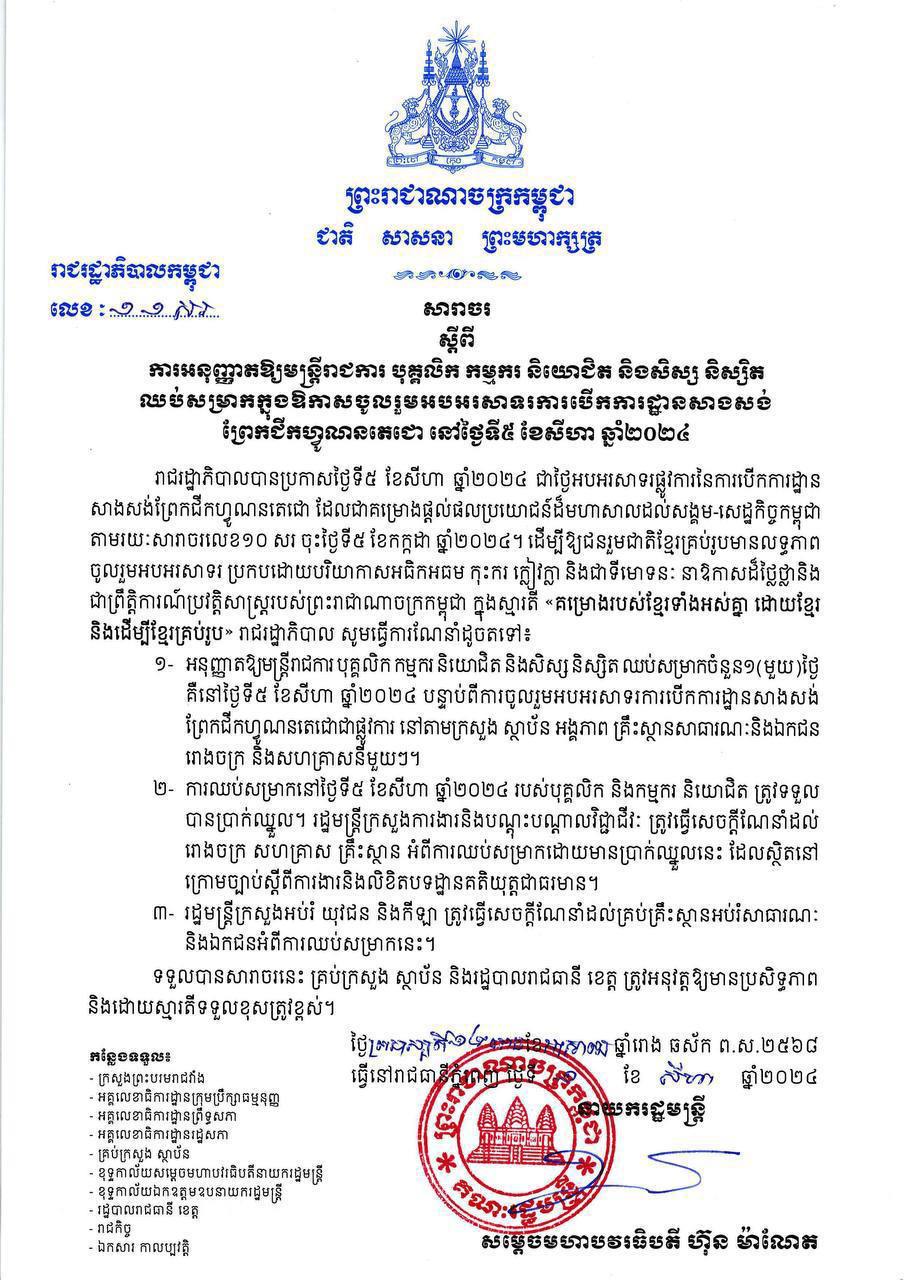 ព្រះរាជាណាចក្រកម្ពុជា
ជាតិ សាសនា ព្រះមហាក្សត្រ
រាជរដ្ឋាភិបាលកម្ពុជា
លេខ : ១១ សរ
សារាចរ
ស្តីពី
ការអនុញ្ញាតឱ្យមន្ត្រីរាជការ បុគ្គលិក កម្មករ និយោជិត និងសិស្ស និស្សិត
ឈប់សម្រាកក្នុងឱកាសចូលរួមអបអរសាទរការបើកការដ្ឋានសាងសង់
ព្រែកជីកហ្វូណនតេជោ នៅថ្ងៃទី៥ ខែសីហា ឆ្នាំ២០២៤
រាជរដ្ឋាភិបាលបានប្រកាសថ្ងៃទី៥ ខែសីហា ឆ្នាំ២០២៤ ជាថ្ងៃអបអរសាទរផ្លូវការនៃការបើកការដ្ឋាន
សាងសង់ព្រែកជីកហ្វូណនតេជោ ដែលជាគម្រោងផ្តល់ផលប្រយោជន៍ដ៏មហាសាលដល់សង្គម-សេដ្ឋកិច្ចកម្ពុជា
តាមរយៈសារាចរលេខ១០ សរ ចុះថ្ងៃទី៥ ខែកក្កដា ឆ្នាំ២០២៤។ ដើម្បីឱ្យជនរួមជាតិខ្មែរគ្រប់រូបមានលទ្ធភាព
ចូលរួមអបអរសាទរ ប្រកបដោយបរិយាកាសអធិកអធម កុះករ ក្លៀវក្លា និងជាទីមោទនៈ នាឱកាសដ៏ថ្លៃថ្លានិង
ជាព្រឹត្តិការណ៍ប្រវត្តិសាស្ត្ររបស់ព្រះរាជាណាចក្រកម្ពុជា ក្នុងស្មារតី «គម្រោងរបស់ខ្មែរទាំងអស់គ្នា ដោយខ្មែរ
និងដើម្បីខ្មែរគ្រប់រូប» រាជរដ្ឋាភិបាល សូមធ្វើការណែនាំដូចតទៅ៖
១- អនុញ្ញាតឱ្យមន្ត្រីរាជការ បុគ្គលិក កម្មករ និយោជិត និងសិស្ស និស្សិត ឈប់សម្រាកចំនួន១(មួយ)ថ្ងៃ
គឺនៅថ្ងៃទី៥ ខែសីហា ឆ្នាំ២០២៤ បន្ទាប់ពីការចូលរួមអបអរសាទរការបើកការដ្ឋានសាងសង់
ព្រែកជីកហ្វូណនតេជោជាផ្លូវការ នៅតាមក្រសួង ស្ថាប័ន អង្គភាព គ្រឹះស្ថានសាធារណៈនិងឯកជន
រោងចក្រ និងសហគ្រាសនីមួយៗ។
២- ការឈប់សម្រាកនៅថ្ងៃទី៥ ខែសីហា ឆ្នាំ២០២៤ របស់បុគ្គលិក និងកម្មករ និយោជិត ត្រូវទទួល
បានប្រាក់ឈ្នួល។ រដ្ឋមន្ត្រីក្រសួងការងារនិងបណ្តុះបណ្តាលវិជ្ជាជីវៈ ត្រូវធ្វើសេចក្តីណែនាំដល់
រោងចក្រ សហគ្រាស គ្រឹះស្ថាន អំពីការឈប់សម្រាកដោយមានប្រាក់ឈ្នួលនេះ ដែលស្ថិតនៅ
ក្រោមច្បាប់ស្តីពីការងារនិងលិខិតបទដ្ឋានគតិយុត្តជាធរមាន។
៣- រដ្ឋមន្ត្រីក្រសួងអប់រំ យុវជន និងកីឡា ត្រូវធ្វើសេចក្តីណែនាំដល់គ្រប់គ្រឹះស្ថានអប់រំសាធារណៈ
និងឯកជនអំពីការឈប់សម្រាកនេះ។
ទទួលបានសារាចរនេះ គ្រប់ក្រសួង ស្ថាប័ន និងរដ្ឋបាលរាជធានី ខេត្ត ត្រូវអនុវត្តឱ្យមានប្រសិទ្ធភាព
និងដោយស្មារតីទទួលខុសត្រូវខ្ពស់។
ថ្ងៃព្រហស្បតិ៍ ខែ ឆ្នាំរោង ឆស័ក ព.ស.២៥៦៨
ធ្វើនៅរាជធានីភ្នំពេញ ថ្ងៃទី ១ ខែ សីហា ឆ្នាំ២០២៤
នាយករដ្ឋមន្ត្រី
ព្រះរាជាណាចក្រកម្ពុជា
គណៈរដ្ឋមន្ត្រី
សម្តេចមហាបវរធិបតី ហ៊ុន ម៉ាណែត
កន្លែងទទួល៖
- ក្រសួងព្រះបរមរាជវាំង
- អគ្គលេខាធិការដ្ឋានក្រុមប្រឹក្សាធម្មនុញ្ញ
- អគ្គលេខាធិការដ្ឋានព្រឹទ្ធសភា
- អគ្គលេខាធិការដ្ឋានរដ្ឋសភា
- គ្រប់ក្រសួង ស្ថាប័ន
- ខុទ្ទកាល័យសម្តេចមហាបវរធិបតីនាយករដ្ឋមន្ត្រី
- ខុទ្ទកាល័យឯកឧត្តមឧបនាយករដ្ឋមន្ត្រី
- រដ្ឋបាលរាជធានី ខេត្ត
- រាជកិច្ច
- ឯកសារ កាលប្បវត្តិ